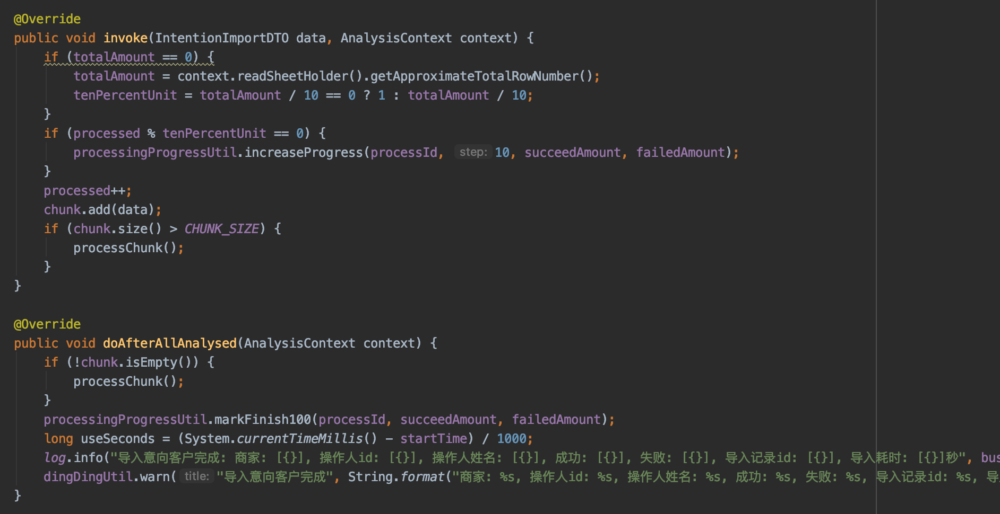 @Override
public void invoke(IntentionImportDTO data, AnalysisContext context) {
    if (totalAmount == 0) {
        totalAmount = context.readSheetHolder().getApproximateTotalRowNumber();
        tenPercentUnit = totalAmount / 10 == 0 ? 1 : totalAmount / 10;
    }
    if (processed % tenPercentUnit == 0) {
        processingProgressUtil.increaseProgress(processId, step: 10, succeedAmount, failedAmount);
    }
    processed++;
    chunk.add(data);
    if (chunk.size() > CHUNK_SIZE) {
        processChunk();
    }
}
@Override
public void doAfterAllAnalysed(AnalysisContext context) {
    if (!chunk.isEmpty()) {
        processChunk();
    }
    processingProgressUtil.markFinish100(processId, succeedAmount, failedAmount);
    long useSeconds = (System.currentTimeMillis() - startTime) / 1000;
    log.info("导入意向客户完成: 商家: [{}], 操作人id: [{}], 操作人姓名: [{}], 成功: [{}], 失败: [{}], 导入记录id: [{}], 导入耗时: [{}]秒", bus
    dingDingUtil.warn( title: "导入意向客户完成", String.format("商家: %s, 操作人id: %s, 操作人姓名: %s, 成功: %s, 失败: %s, 导入记录id: %s, 导
}